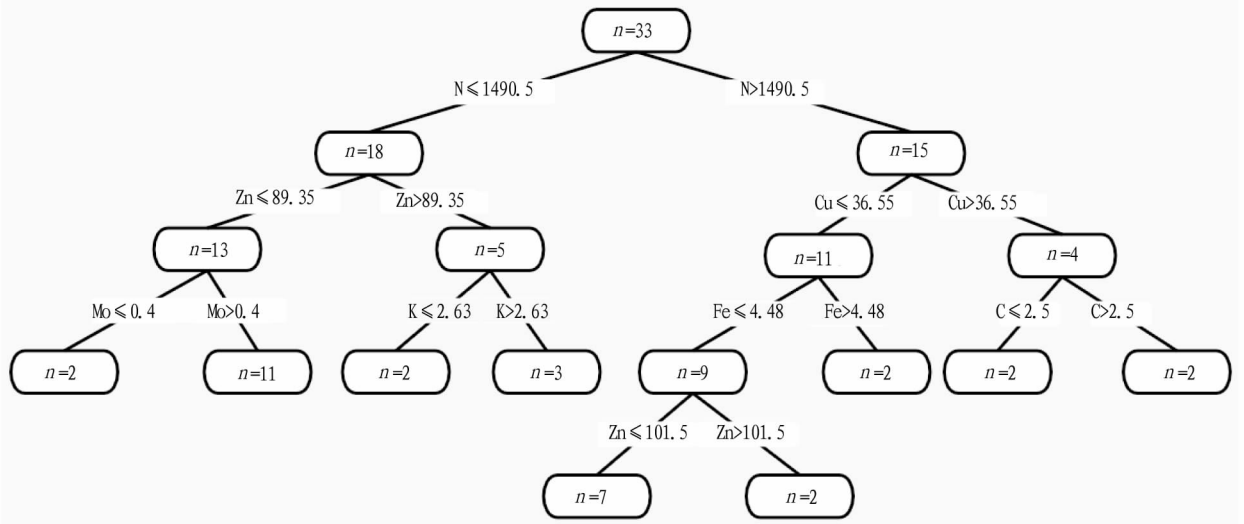 n=33
N≤1490.5 N>1490.5
n=18 n=15
Zn≤89.35 Zn>89.35 Cu≤36.55 Cu>36.55
n=13 n=5 n=11 n=4
Mo≤0.4 Mo>0.4 K≤2.63 K>2.63 Fe≤4.48 Fe>4.48 C≤2.5 C>2.5
n=2 n=11 n=2 n=3 n=9 n=2 n=2 n=2
Zn≤101.5 Zn>101.5
n=7 n=2